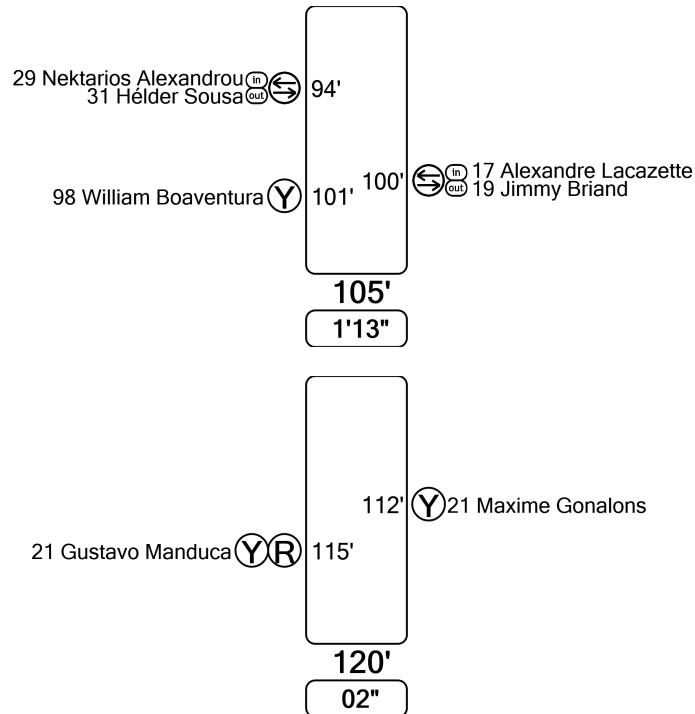 29 Nektarios Alexandrou in
31 Hélder Sousa out
94'
100' in 17 Alexandre Lacazette
out 19 Jimmy Briand
98 William Boaventura Y 101'
105'
1'13"
112' Y 21 Maxime Gonalons
21 Gustavo Manduca Y R 115'
120'
02"